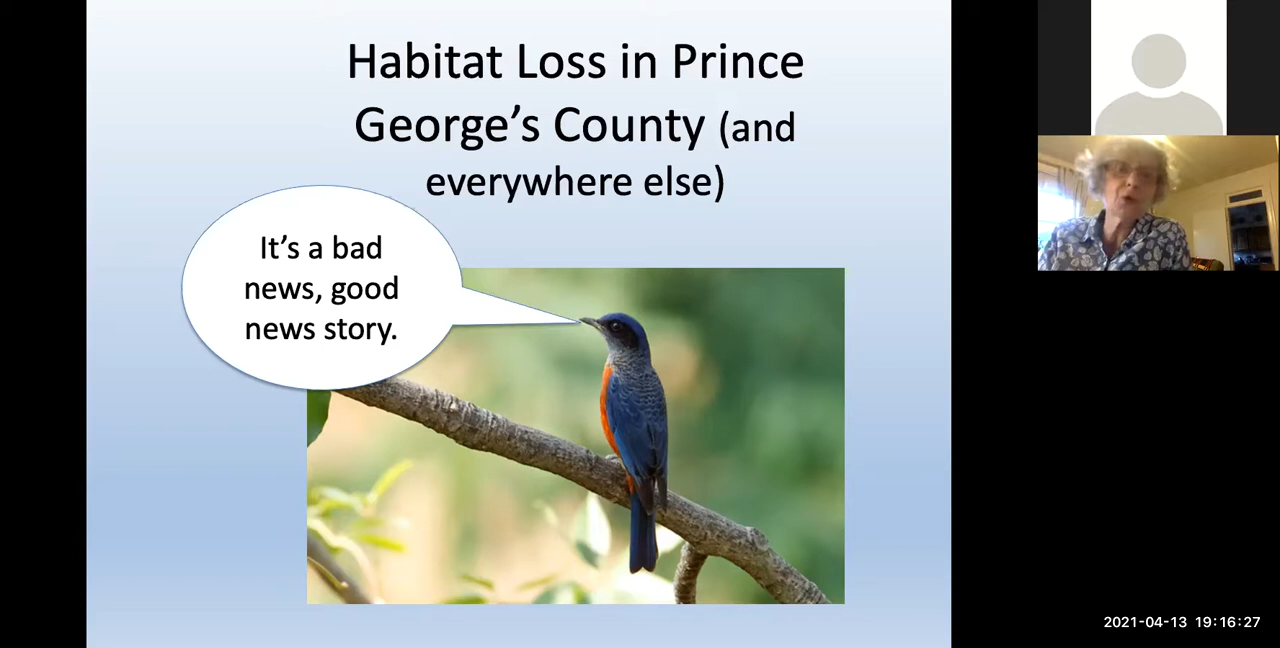 Habitat Loss in Prince
George’s County (and
everywhere else)
It’s a bad
news, good
news story.
2021-04-13 19:16:27